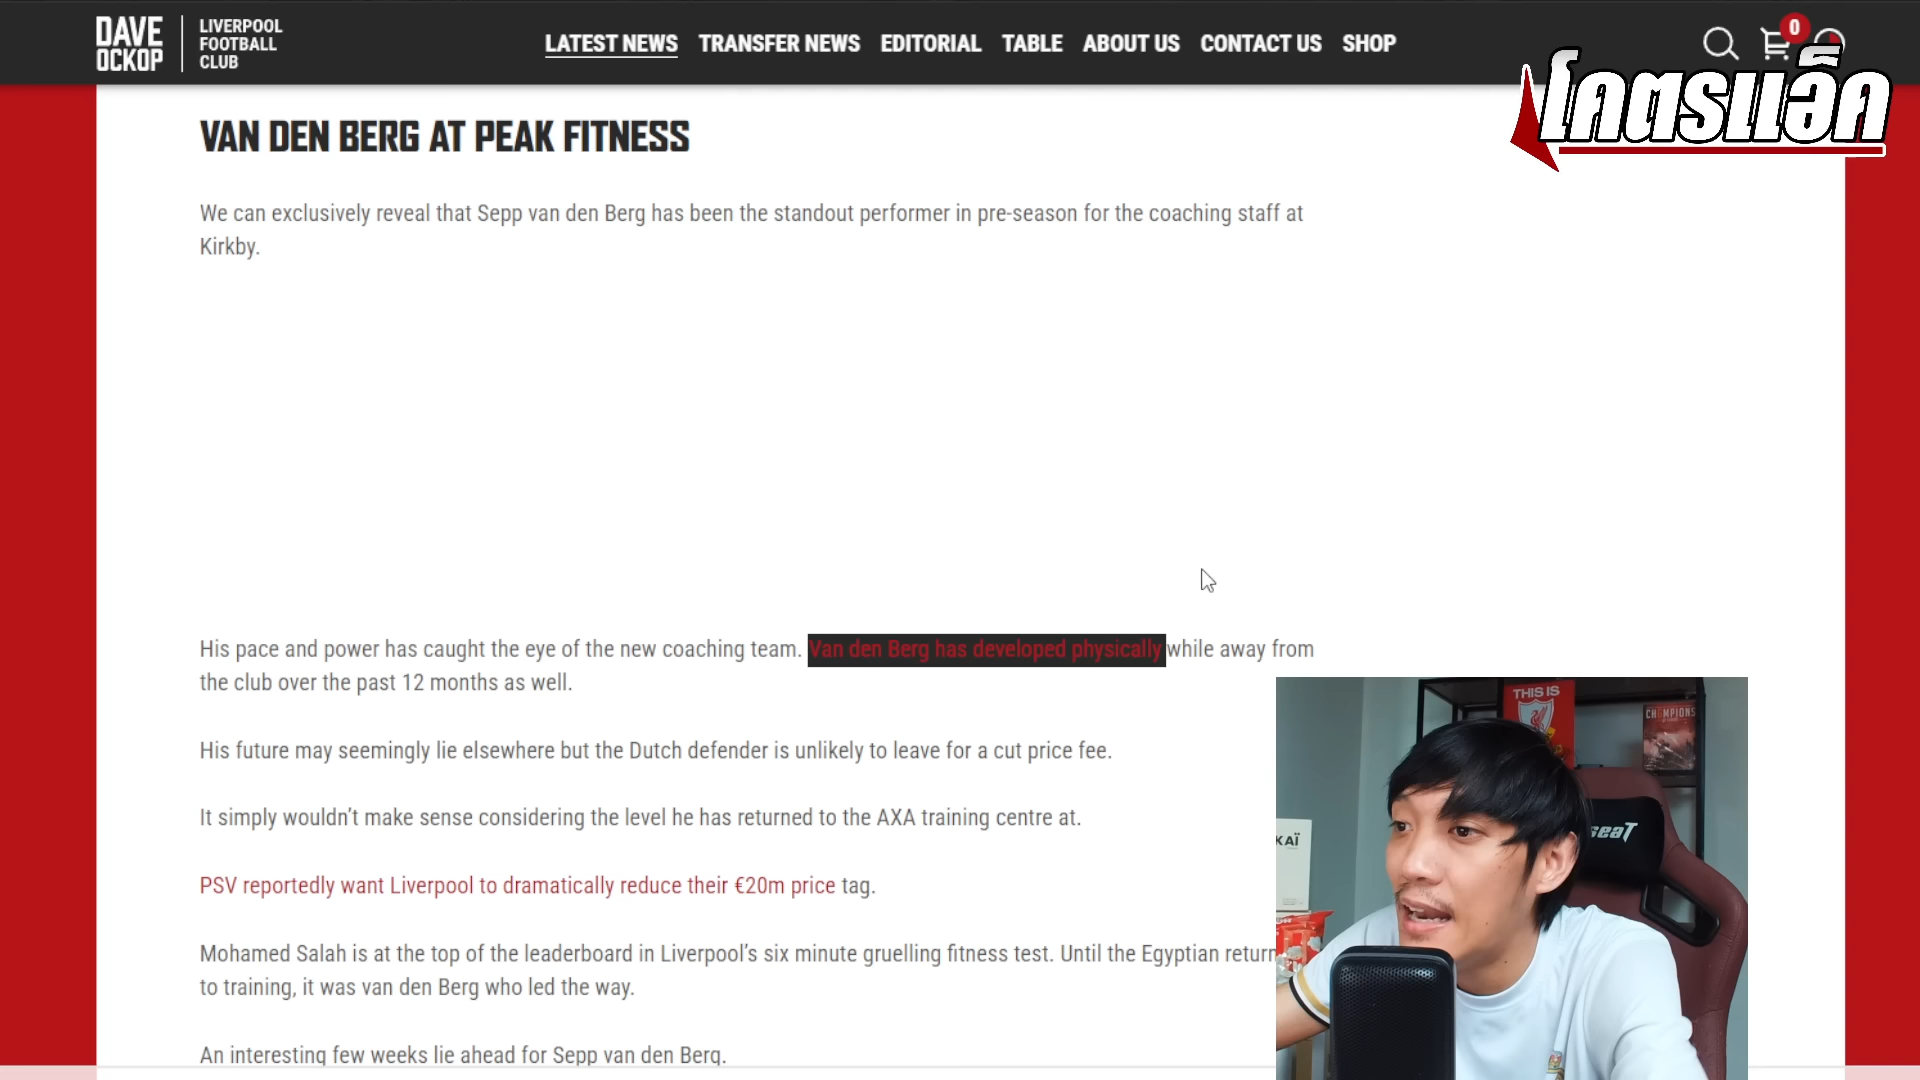 DAVE
OCKOP
LIVERPOOL
FOOTBALL
CLUB
LATEST NEWS TRANSFER NEWS EDITORIAL TABLE ABOUT US CONTACT US SHOP
0
โคตรแอ็ค
VAN DEN BERG AT PEAK FITNESS
We can exclusively reveal that Sepp van den Berg has been the standout performer in pre-season for the coaching staff at
Kirkby.
His pace and power has caught the eye of the new coaching team. Van den Berg has developed physically while away from
the club over the past 12 months as well.
His future may seemingly lie elsewhere but the Dutch defender is unlikely to leave for a cut price fee.
It simply wouldn’t make sense considering the level he has returned to the AXA training centre at.
PSV reportedly want Liverpool to dramatically reduce their €20m price tag.
Mohamed Salah is at the top of the leaderboard in Liverpool’s six minute gruelling fitness test. Until the Egyptian return
to training, it was van den Berg who led the way.
An interesting few weeks lie ahead for Sepp van den Berg.
THIS IS
CHAMPIONS
KAÏ
seaT